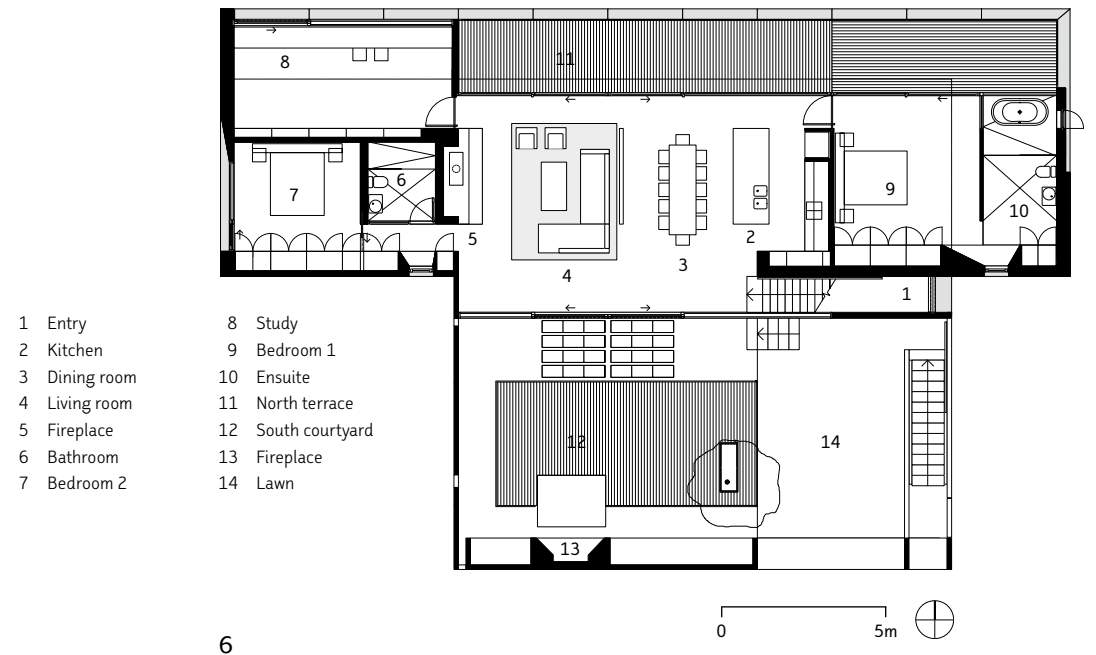 8
11
7
6
5
4
3
2
9
10
1
12
14
13
1 Entry
2 Kitchen
3 Dining room
4 Living room
5 Fireplace
6 Bathroom
7 Bedroom 2
8 Study
9 Bedroom 1
10 Ensuite
11 North terrace
12 South courtyard
13 Fireplace
14 Lawn
0 5m
6